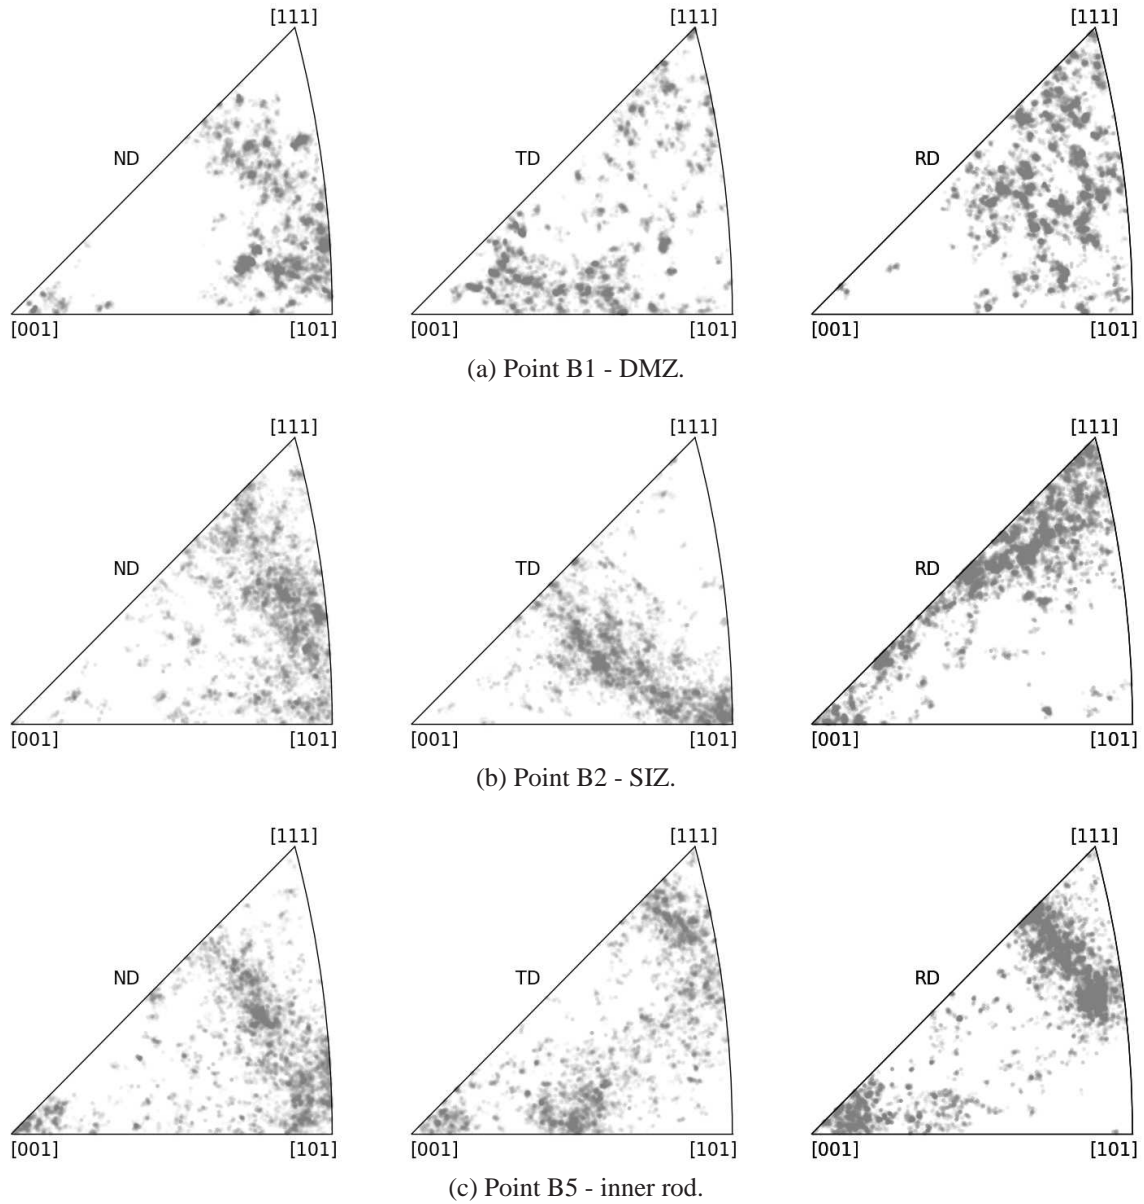 [111] [111] [111]
ND TD RD
[001] [101] [001] [101] [001] [101]
(a) Point B1 - DMZ.
[111] [111] [111]
ND TD RD
[001] [101] [001] [101] [001] [101]
(b) Point B2 - SIZ.
[111] [111] [111]
ND TD RD
[001] [101] [001] [101] [001] [101]
(c) Point B5 - inner rod.